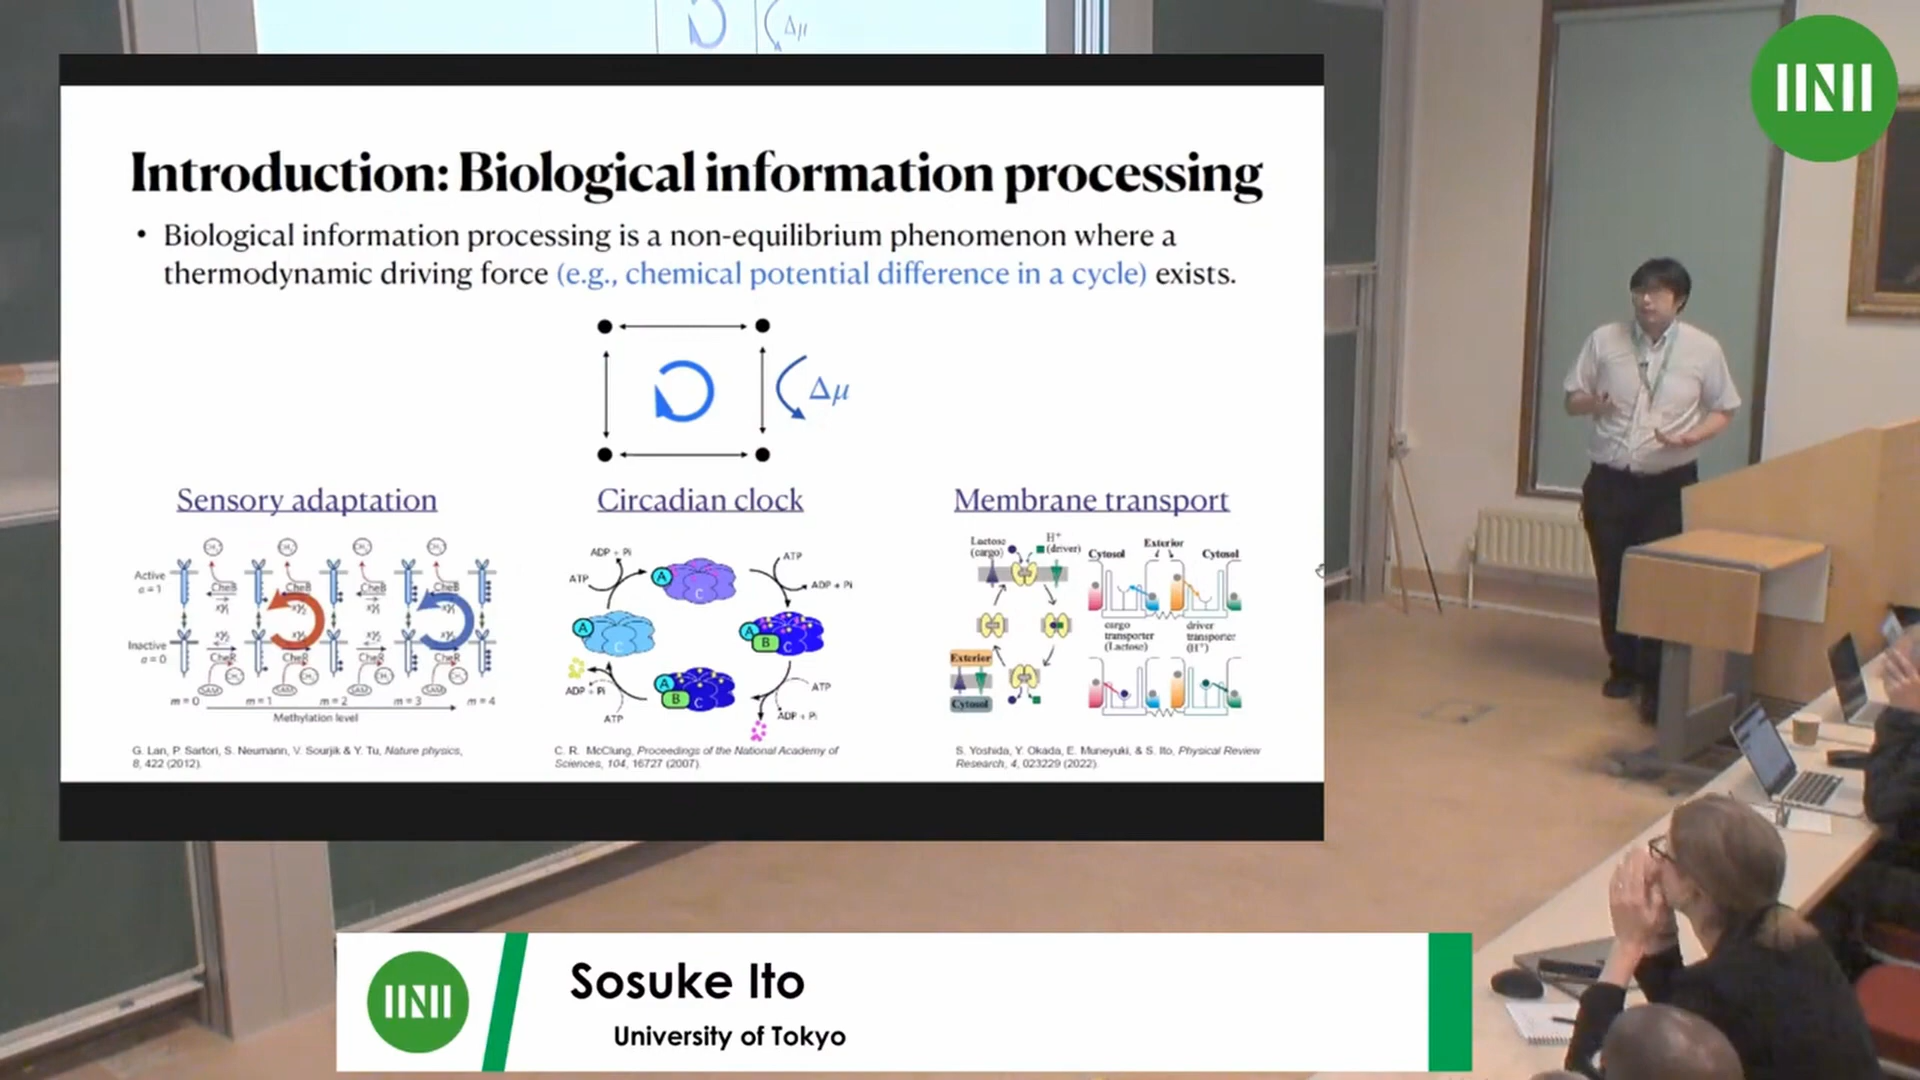 Δμ
Introduction: Biological information processing
• Biological information processing is a non-equilibrium phenomenon where a
thermodynamic driving force (e.g., chemical potential difference in a cycle) exists.
Δμ
Sensory adaptation
Circadian clock
Membrane transport
Active
a=1
CheB CheB CheB CheB
Inactive
a=0
CheR CheR CheR CheR
m=0 m=1 m=2 m=3 m=4
Methylation level
G. Lan, P. Sartori, S. Neumann, V. Sourjik & Y. Tu, Nature physics,
8, 422 (2012).
ADP + Pi
ATP
ATP
ADP + Pi
A C
A C
A B
A B C
ADP + Pi
ATP
ATP
ADP + Pi
C. R. McClung, Proceedings of the National Academy of
Sciences, 104, 16727 (2007).
Lactose
(cargo)
H+
(driver)
Exterior
Cytosol
Cytosol
cargo
transporter
(Lactose)
driver
transporter
(H+)
Exterior
Cytosol
S. Yoshida, Y. Okada, E. Muneyuki, & S. Ito, Physical Review
Research, 4, 023229 (2022).
Sosuke Ito
University of Tokyo